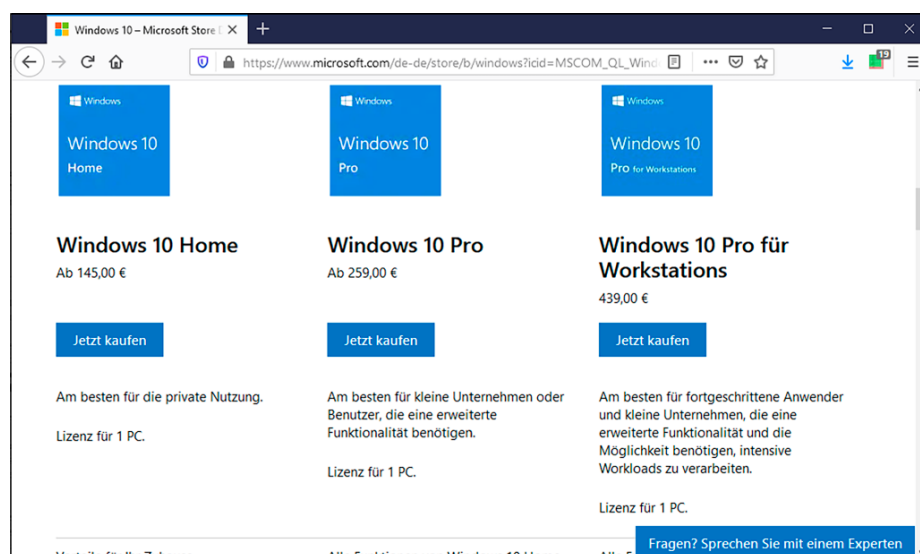 Windows 10 – Microsoft Store
https://www.microsoft.com/de-de/store/b/windows?icid=MSCOM_QL_Wind
19
Windows
Windows 10
Home
Windows
Windows 10
Pro
Windows
Windows 10
Pro for Workstations
Windows 10 Home
Ab 145,00 €
Jetzt kaufen
Am besten für die private Nutzung.
Lizenz für 1 PC.
Windows 10 Pro
Ab 259,00 €
Jetzt kaufen
Am besten für kleine Unternehmen oder
Benutzer, die eine erweiterte
Funktionalität benötigen.
Lizenz für 1 PC.
Windows 10 Pro für
Workstations
439,00 €
Jetzt kaufen
Am besten für fortgeschrittene Anwender
und kleine Unternehmen, die eine
erweiterte Funktionalität und die
Möglichkeit benötigen, intensive
Workloads zu verarbeiten.
Lizenz für 1 PC.
Fragen? Sprechen Sie mit einem Experten